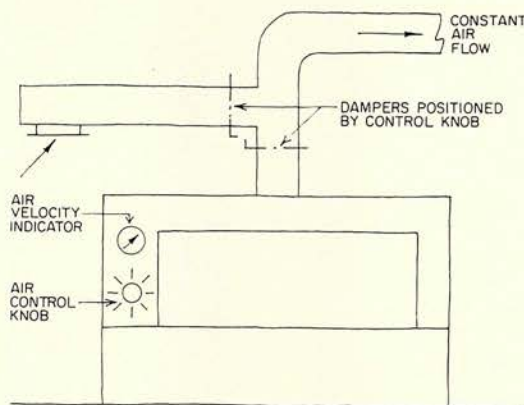 CONSTANT
AIR
FLOW
DAMPERS POSITIONED
BY CONTROL KNOB
AIR
VELOCITY
INDICATOR
AIR
CONTROL
KNOB